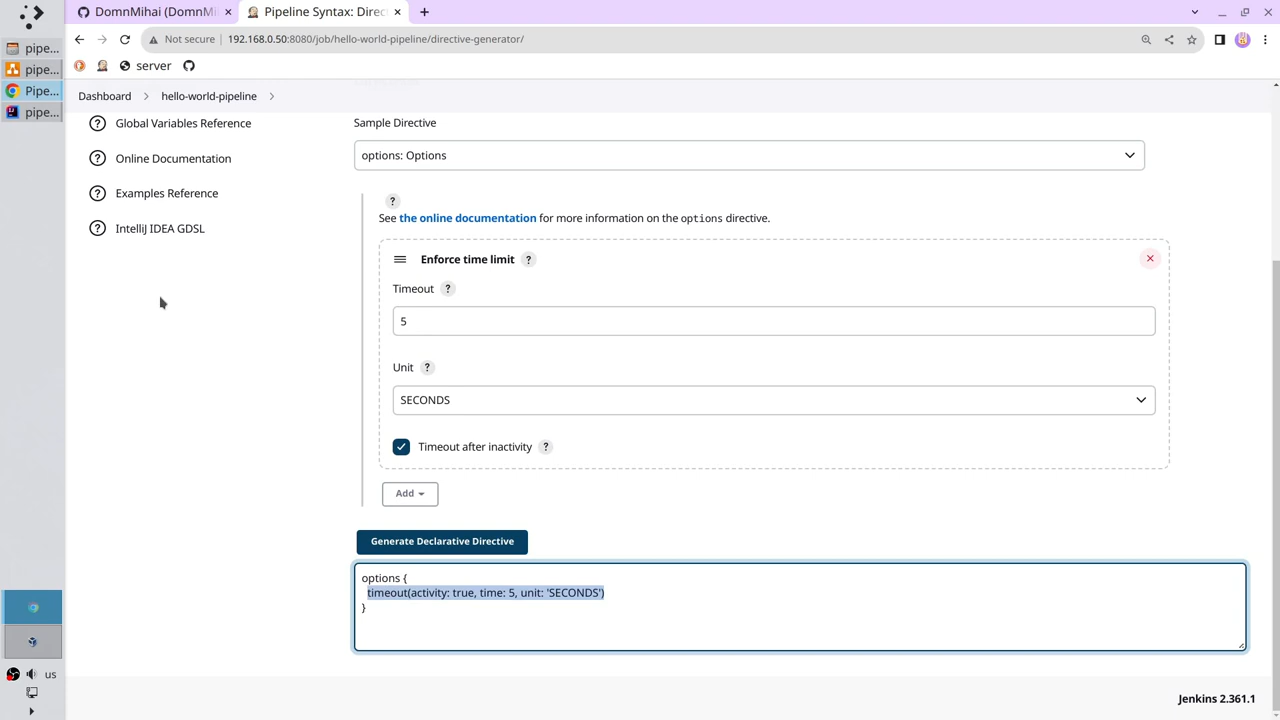 DomnMihai (DomnMi
Pipeline Syntax: Direc
Not secure
192.168.0.50:8080/job/hello-world-pipeline/directive-generator/
server
pipe...
pipe...
Pipe...
pipe...
us
Dashboard
hello-world-pipeline
Global Variables Reference
Online Documentation
Examples Reference
IntelliJ IDEA GDSL
Sample Directive
options: Options
?
See the online documentation for more information on the options directive.
Enforce time limit ?
Timeout ?
5
Unit ?
SECONDS
Timeout after inactivity ?
Add
Generate Declarative Directive
options {
timeout(activity: true, time: 5, unit: 'SECONDS')
}
Jenkins 2.361.1